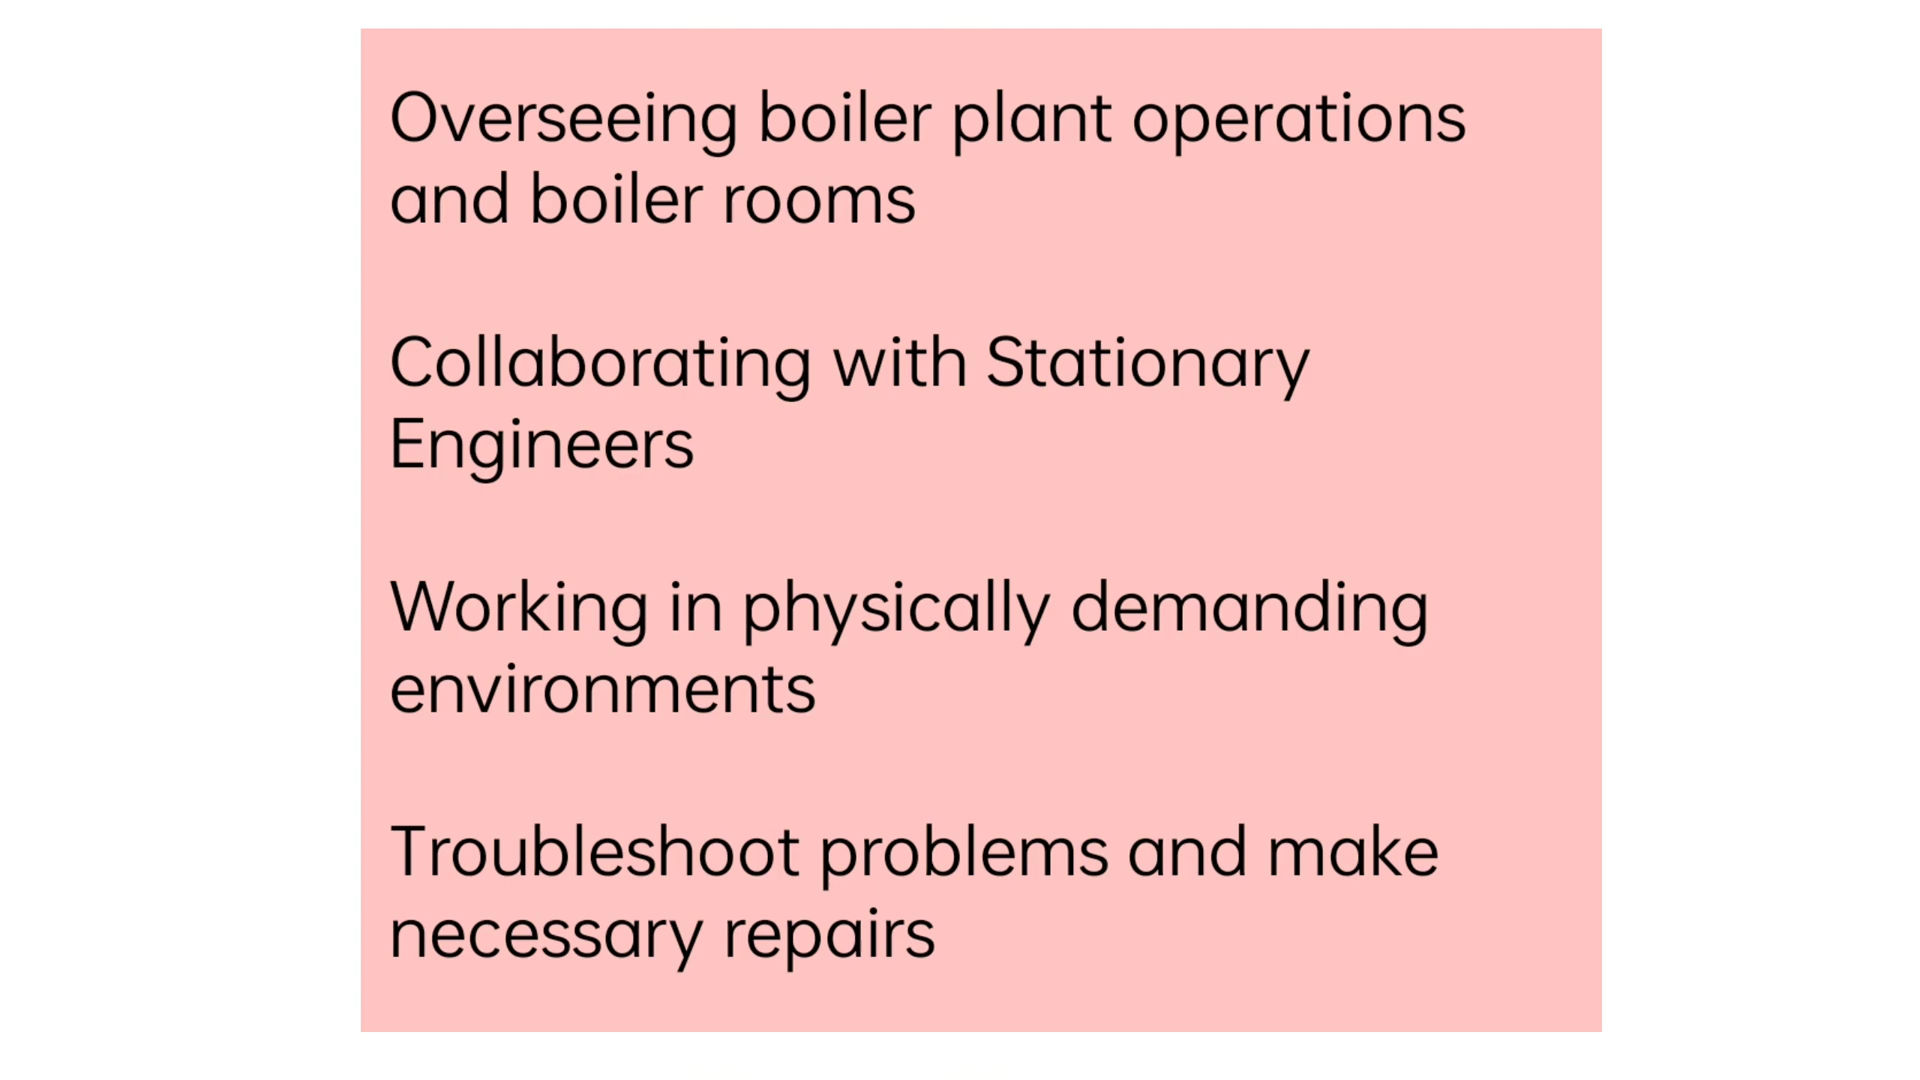 Overseeing boiler plant operations
and boiler rooms
Collaborating with Stationary
Engineers
Working in physically demanding
environments
Troubleshoot problems and make
necessary repairs